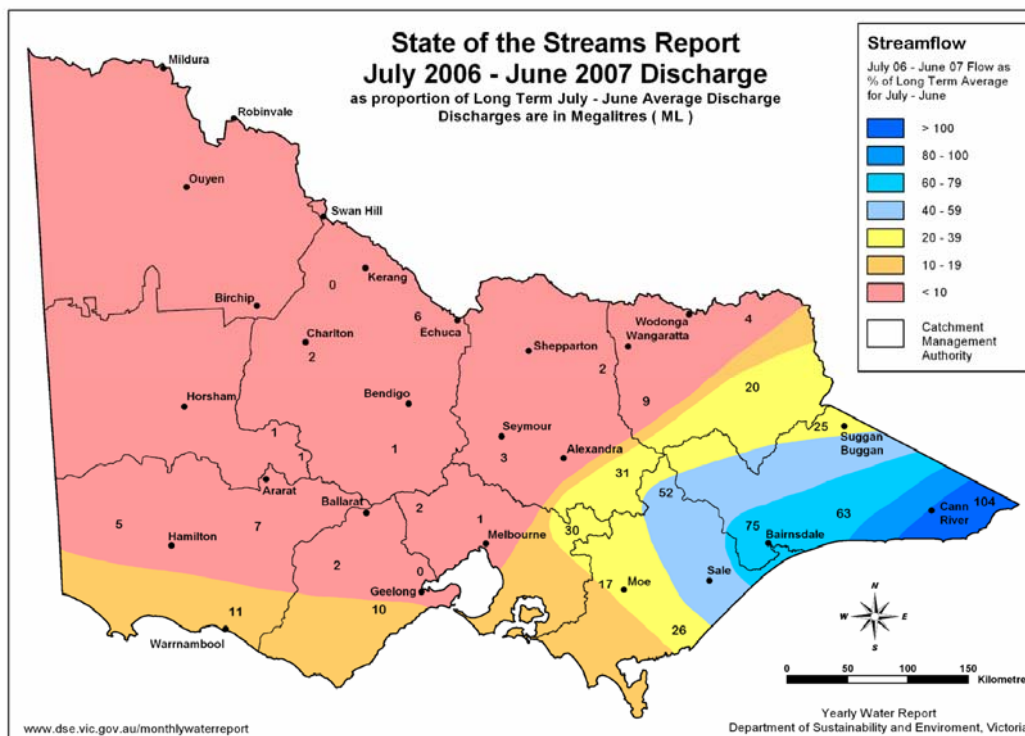 State of the Streams Report
July 2006 - June 2007 Discharge
as proportion of Long Term July - June Average Discharge
Discharges are in Megalitres ( ML )
Streamflow
July 06 - June 07 Flow as
% of Long Term Average
for July - June
> 100
80 - 100
60 - 79
40 - 59
20 - 39
10 - 19
< 10
Catchment
Management
Authority
Mildura
Robinvale
Ouyen
Swan Hill
Kerang
0
Birchip
6
Echuca
Charlton
2
Wodonga
4
Wangaratta
Shepparton
2
20
Horsham
Bendigo
9
1
1
1
Seymour
3
Alexandra
31
25
Suggan
Buggan
52
Ararat
Ballarat
2
5
7
Hamilton
1
Melbourne
30
75
Bairnsdale
63
104
Cann
River
2
0
Geelong
17
Moe
Sale
11
10
Warrnambool
26
N
W
E
S
0
50
100
150
Kilometre
Yearly Water Report
Department of Sustainability and Enviroment, Victoria
www.dse.vic.gov.au/monthlywaterreport